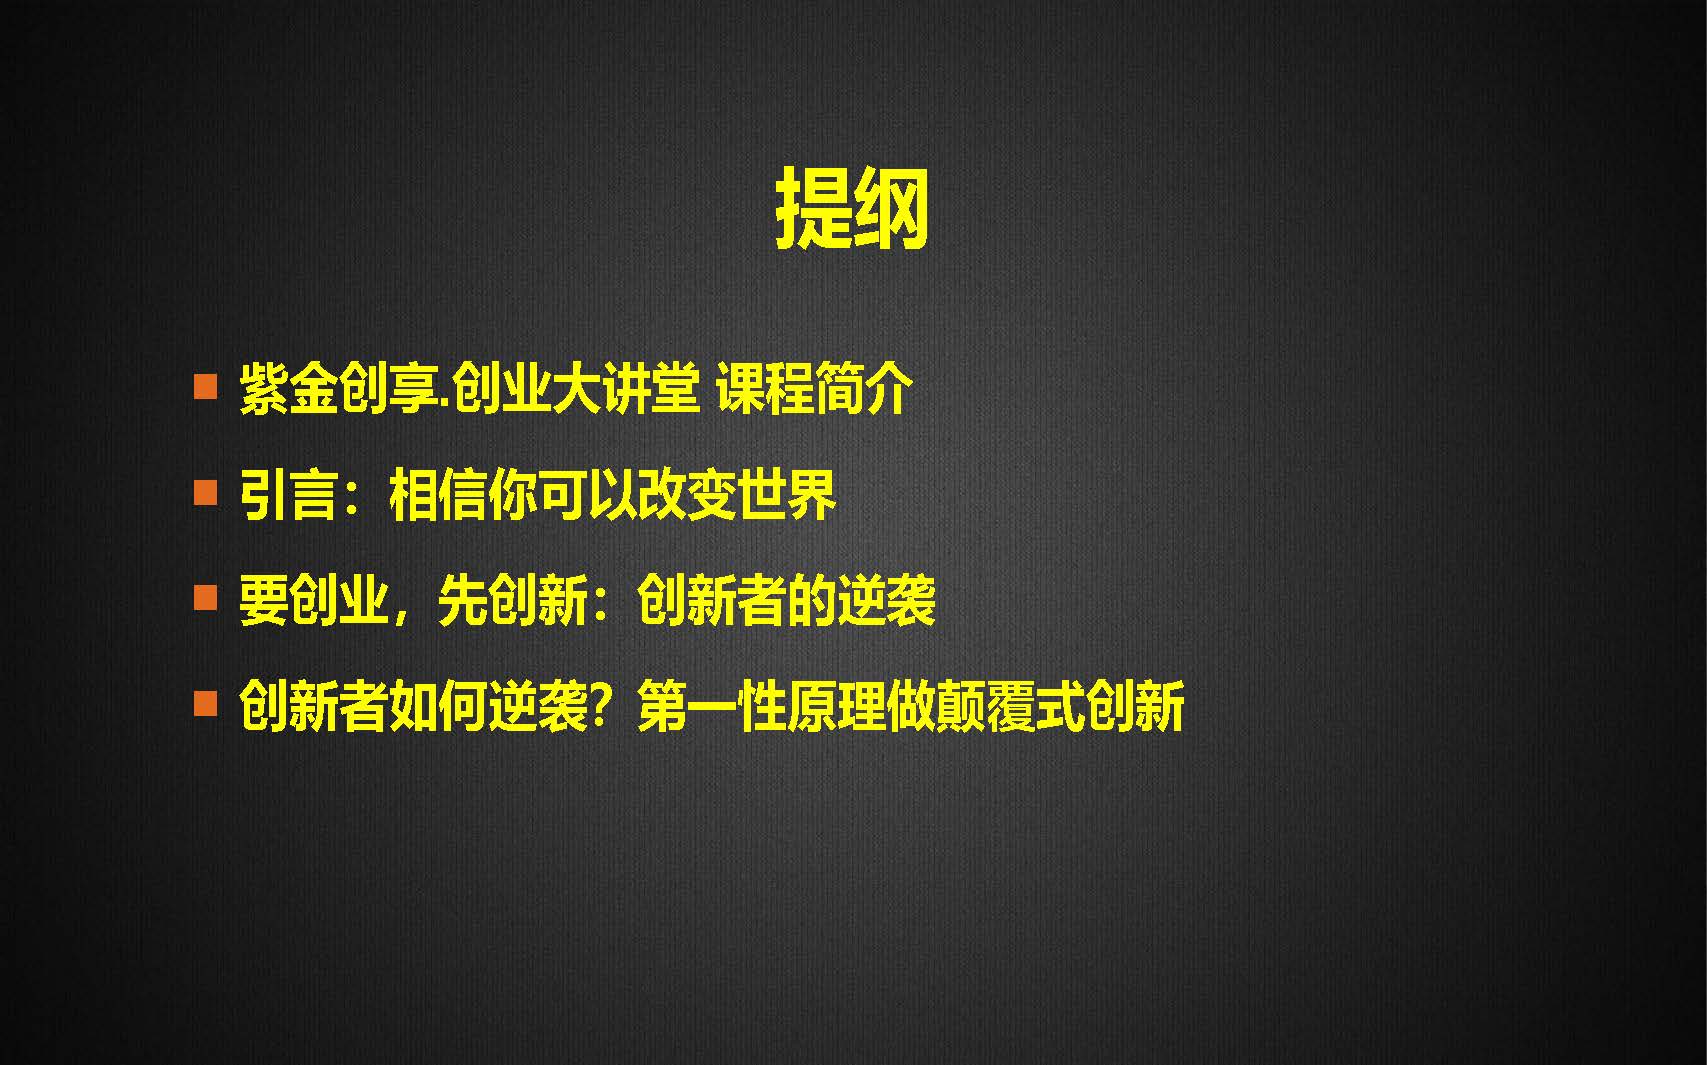 提纲
紫金创享.创业大讲堂 课程简介
引言：相信你可以改变世界
要创业，先创新：创新者的逆袭
创新者如何逆袭？第一性原理做颠覆式创新